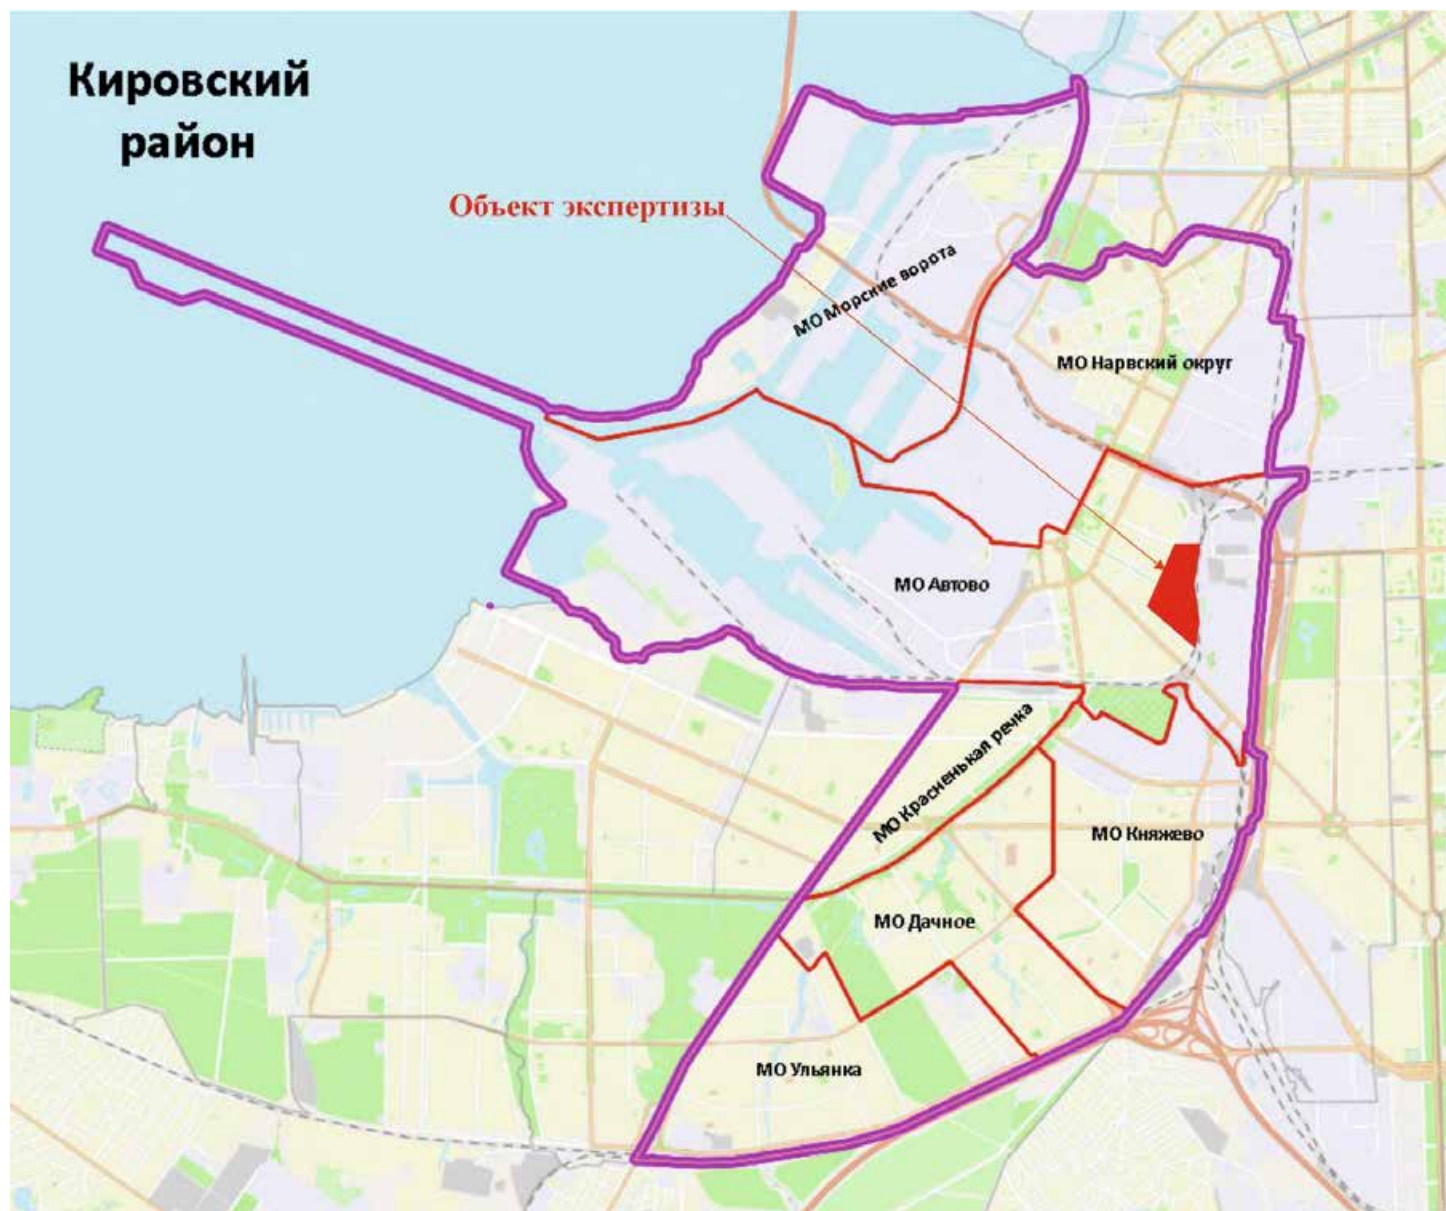 Кировский
район
Объект экспертизы
МО Морские ворота
МО Нарвский округ
МО Автово
МО Красненькая речка
МО Княжево
МО Дачное
МО Ульянка